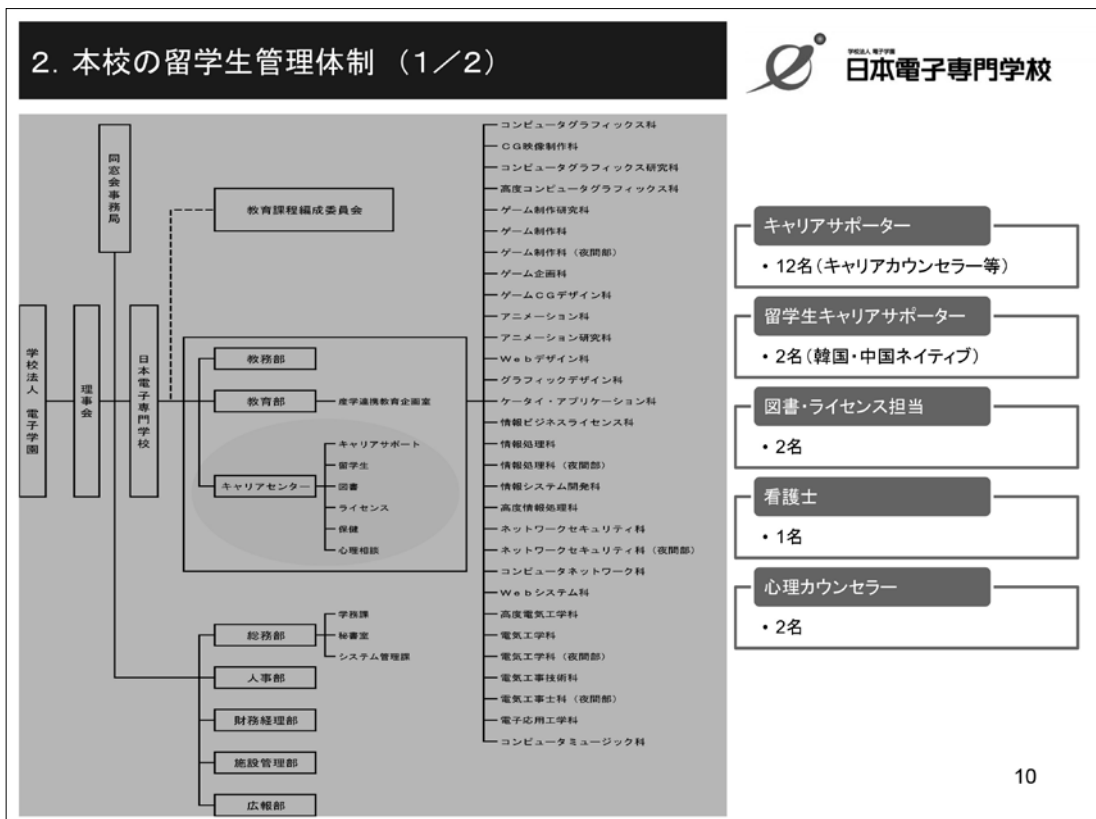 2．本校の留学生管理体制（1／2）
学校法人 電子学園
日本電子専門学校
同窓会事務局
教育課程編成委員会
学校法人　電子学園
理事会
日本電子専門学校
教務部
教育部
産学連携教育企画室
キャリアセンター
キャリアサポート
留学生
図書
ライセンス
保健
心理相談
総務部
学務課
秘書室
システム管理課
人事部
財務経理部
施設管理部
広報部
コンピュータグラフィックス科
ＣＧ映像制作科
コンピュータグラフィックス研究科
高度コンピュータグラフィックス科
ゲーム制作研究科
ゲーム制作科
ゲーム制作科（夜間部）
ゲーム企画科
ゲームＣＧデザイン科
アニメーション科
アニメーション研究科
Ｗｅｂデザイン科
グラフィックデザイン科
ケータイ・アプリケーション科
情報ビジネスライセンス科
情報処理科
情報処理科（夜間部）
情報システム開発科
高度情報処理科
ネットワークセキュリティ科
ネットワークセキュリティ科（夜間部）
コンピュータネットワーク科
Ｗｅｂシステム科
高度電気工学科
電気工学科
電気工学科（夜間部）
電気工事技術科
電気工事士科（夜間部）
電子応用工学科
コンピュータミュージック科
キャリアサポーター
・12名（キャリアカウンセラー等）
留学生キャリアサポーター
・2名（韓国・中国ネイティブ）
図書・ライセンス担当
・2名
看護士
・1名
心理カウンセラー
・2名
10